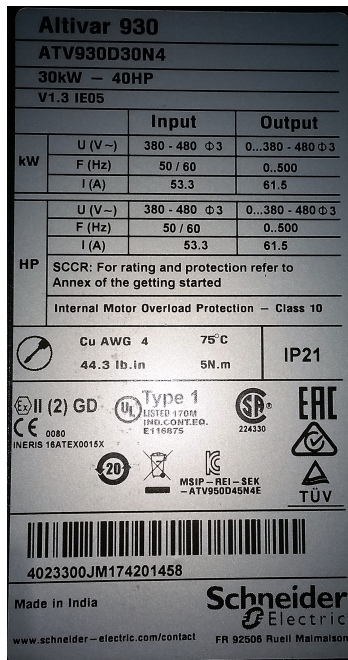 Altivar 930
ATV930D30N4
30kW – 40HP
V1.3 IE05
Input Output
kW
U (V~) 380 - 480 Φ3 0...380 - 480 Φ3
F (Hz) 50 / 60 0..500
I (A) 53.3 61.5
HP
U (V~) 380 - 480 Φ3 0...380 - 480 Φ3
F (Hz) 50 / 60 0..500
I (A) 53.3 61.5
SCCR: For rating and protection refer to
Annex of the getting started
Internal Motor Overload Protection – Class 10
Cu AWG 4 75°C
44.3 lb.in 5N.m
IP21
Ex II (2) GD
CE 0080
INERIS 16ATEX0015X
UL Type 1
LISTED 170M
IND.CONT.EQ.
E116875
SA ®
224330
EAC
20
MSIP-REI-SEK
-ATV950D45N4E
TÜV
4023300JM174201458
Made in India
Schneider
Electric
www.schneider-electric.com/contact FR 92506 Rueil Malmaison